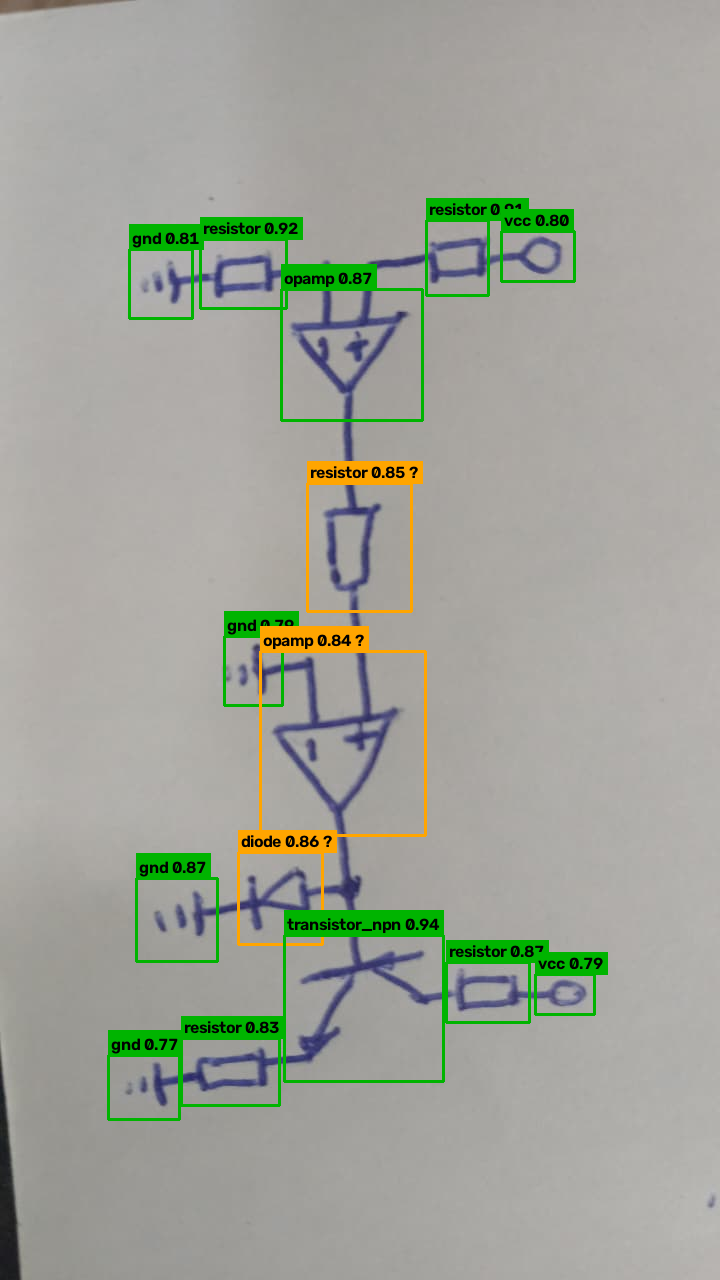 resistor 0.91
vcc 0.80
gnd 0.81
resistor 0.92
opamp 0.87
- +
resistor 0.85 ?
gnd 0.79
opamp 0.84 ?
- +
diode 0.86 ?
gnd 0.87
transistor_npn 0.94
resistor 0.87
vcc 0.79
resistor 0.83
gnd 0.77